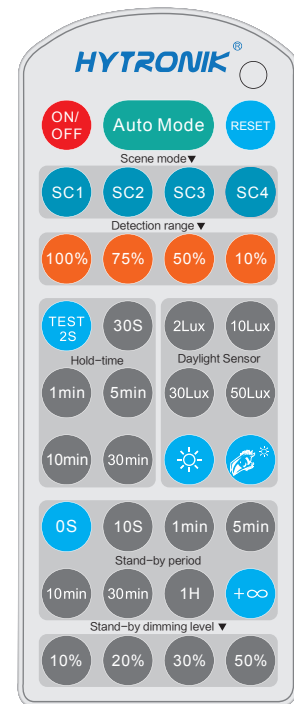 HYTRONIK®
ON/
OFF
Auto Mode
RESET
Scene mode▼
SC1 SC2 SC3 SC4
Detection range ▼
100% 75% 50% 10%
TEST
2S
30S
2Lux 10Lux
Hold-time
Daylight Sensor
1min 5min
30Lux 50Lux
10min 30min
0S 10S 1min 5min
Stand-by period
10min 30min 1H +∞
Stand-by dimming level ▼
10% 20% 30% 50%